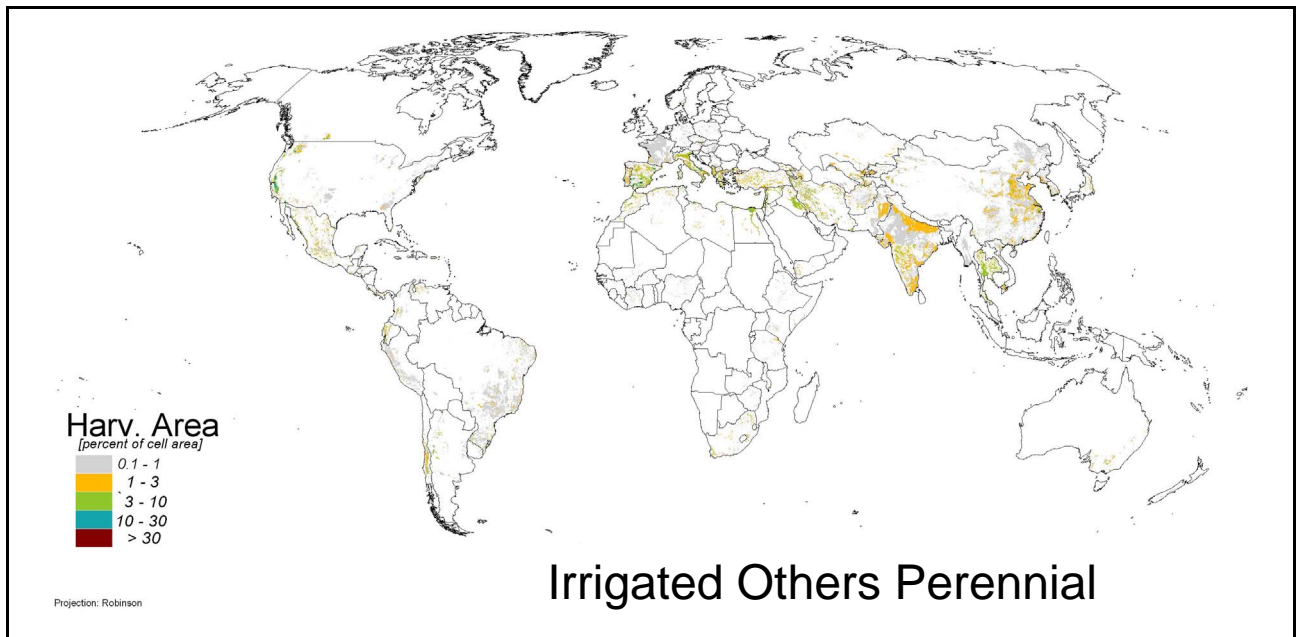 Harv. Area
[percent of cell area]
0.1 - 1
1 - 3
3 - 10
10 - 30
> 30
Irrigated Others Perennial
Projection: Robinson